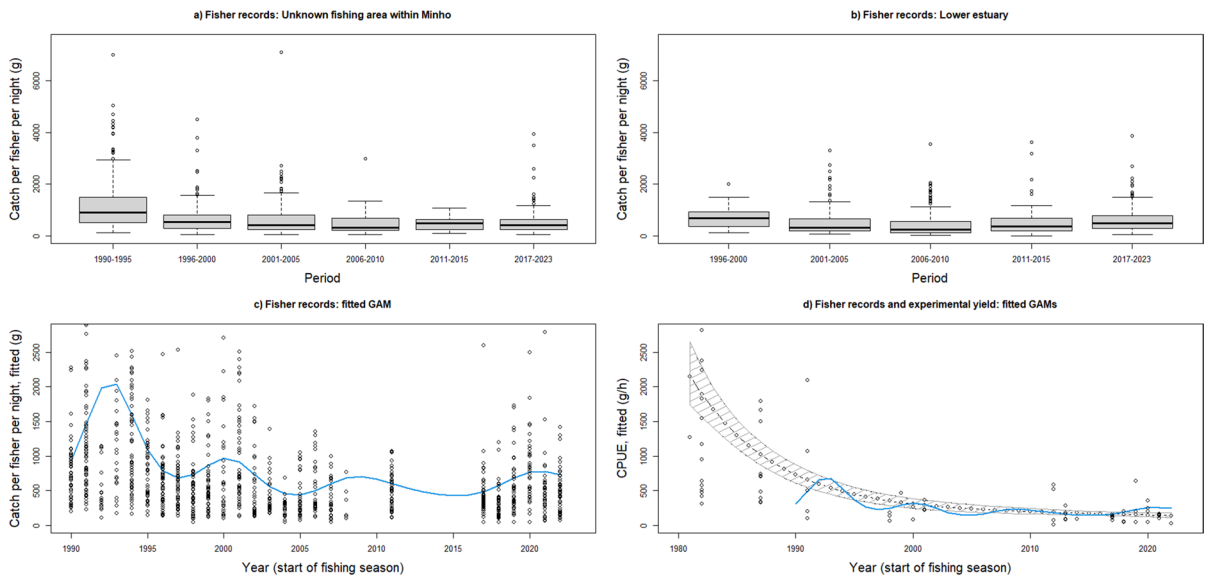 a) Fisher records: Unknown fishing area within Minho
Catch per fisher per night (g)
6000
4000
2000
0
1990-1995 1996-2000 2001-2005 2006-2010 2011-2015 2017-2023
Period
b) Fisher records: Lower estuary
Catch per fisher per night (g)
6000
4000
2000
0
1996-2000 2001-2005 2006-2010 2011-2015 2017-2023
Period
c) Fisher records: fitted GAM
Catch per fisher per night, fitted (g)
2500
2000
1500
1000
500
0
1990 1995 2000 2005 2010 2015 2020
Year (start of fishing season)
d) Fisher records and experimental yield: fitted GAMs
CPUE, fitted (g/h)
2500
2000
1500
1000
500
0
1980 1990 2000 2010 2020
Year (start of fishing season)